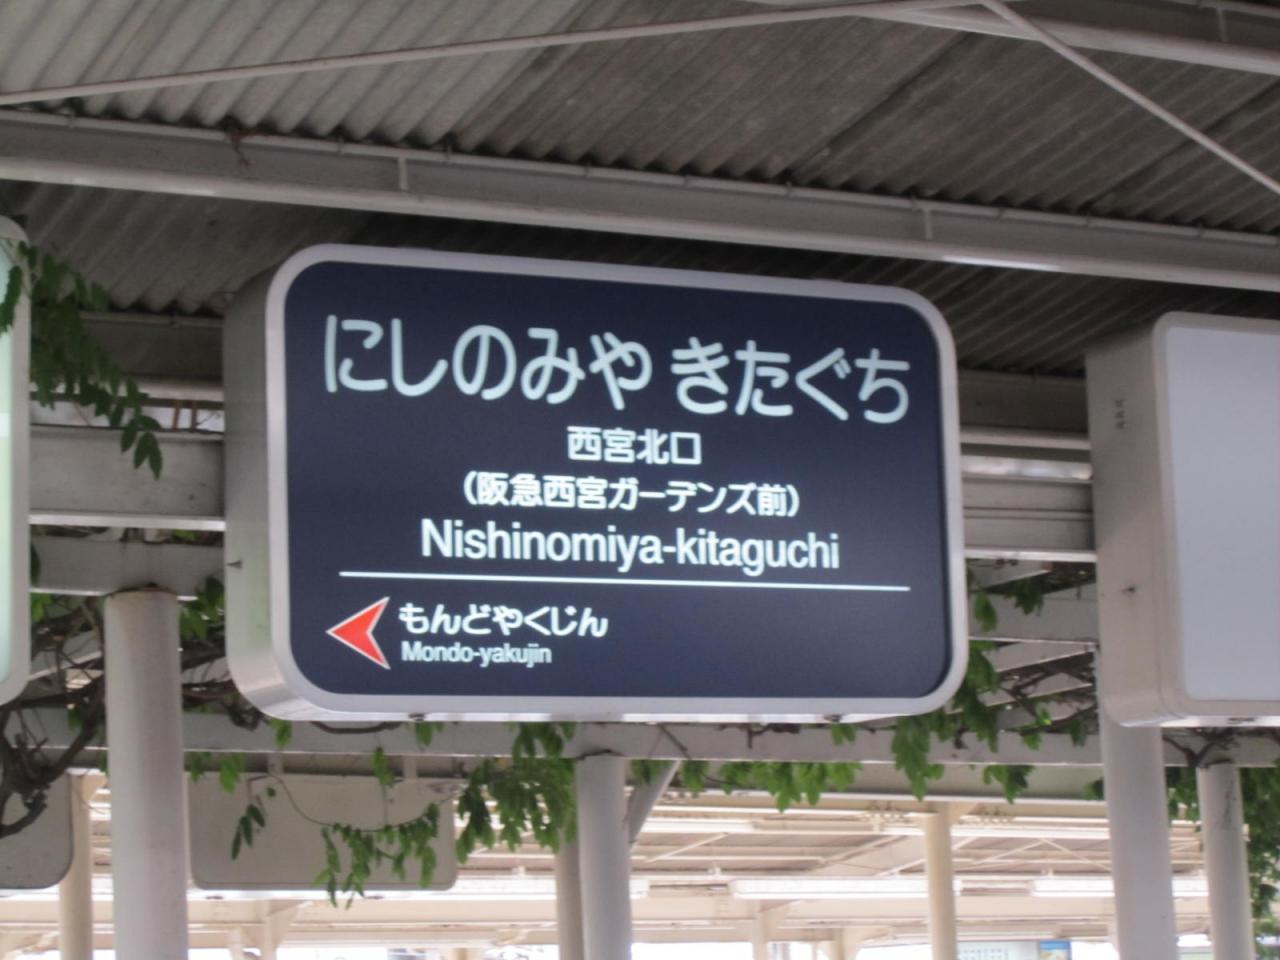 にしのみや きたぐち
西宮北口
(阪急西宮ガーデンズ前)
Nishinomiya-kitaguchi
もんどやくじん
Mondo-yakujin